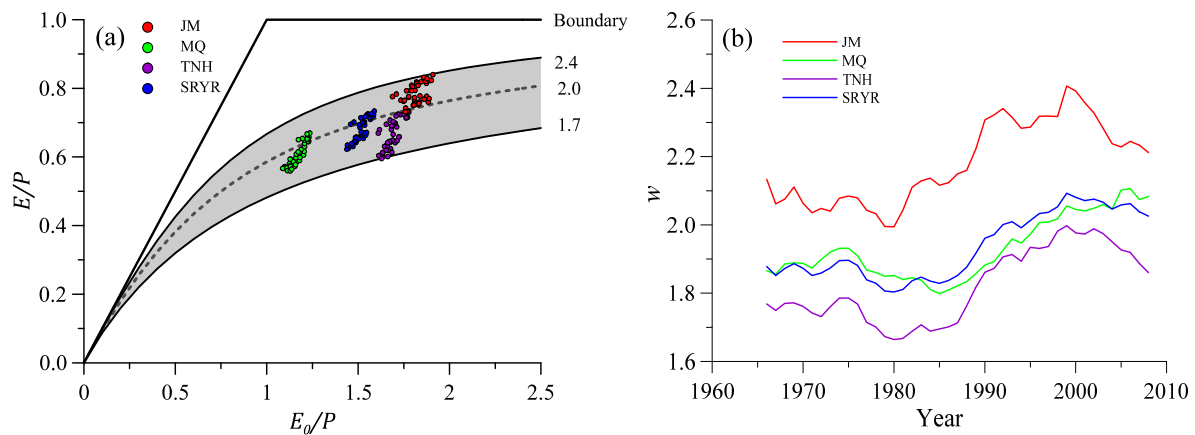 (a)
JM
MQ
TNH
SRYR
Boundary
2.4
2.0
1.7
1.0
0.8
0.6
0.4
0.2
0.0
E/P
0
0.5
1
1.5
2
2.5
E₀/P
(b)
JM
MQ
TNH
SRYR
2.6
2.4
2.2
2.0
1.8
1.6
w
1960
1970
1980
1990
2000
2010
Year